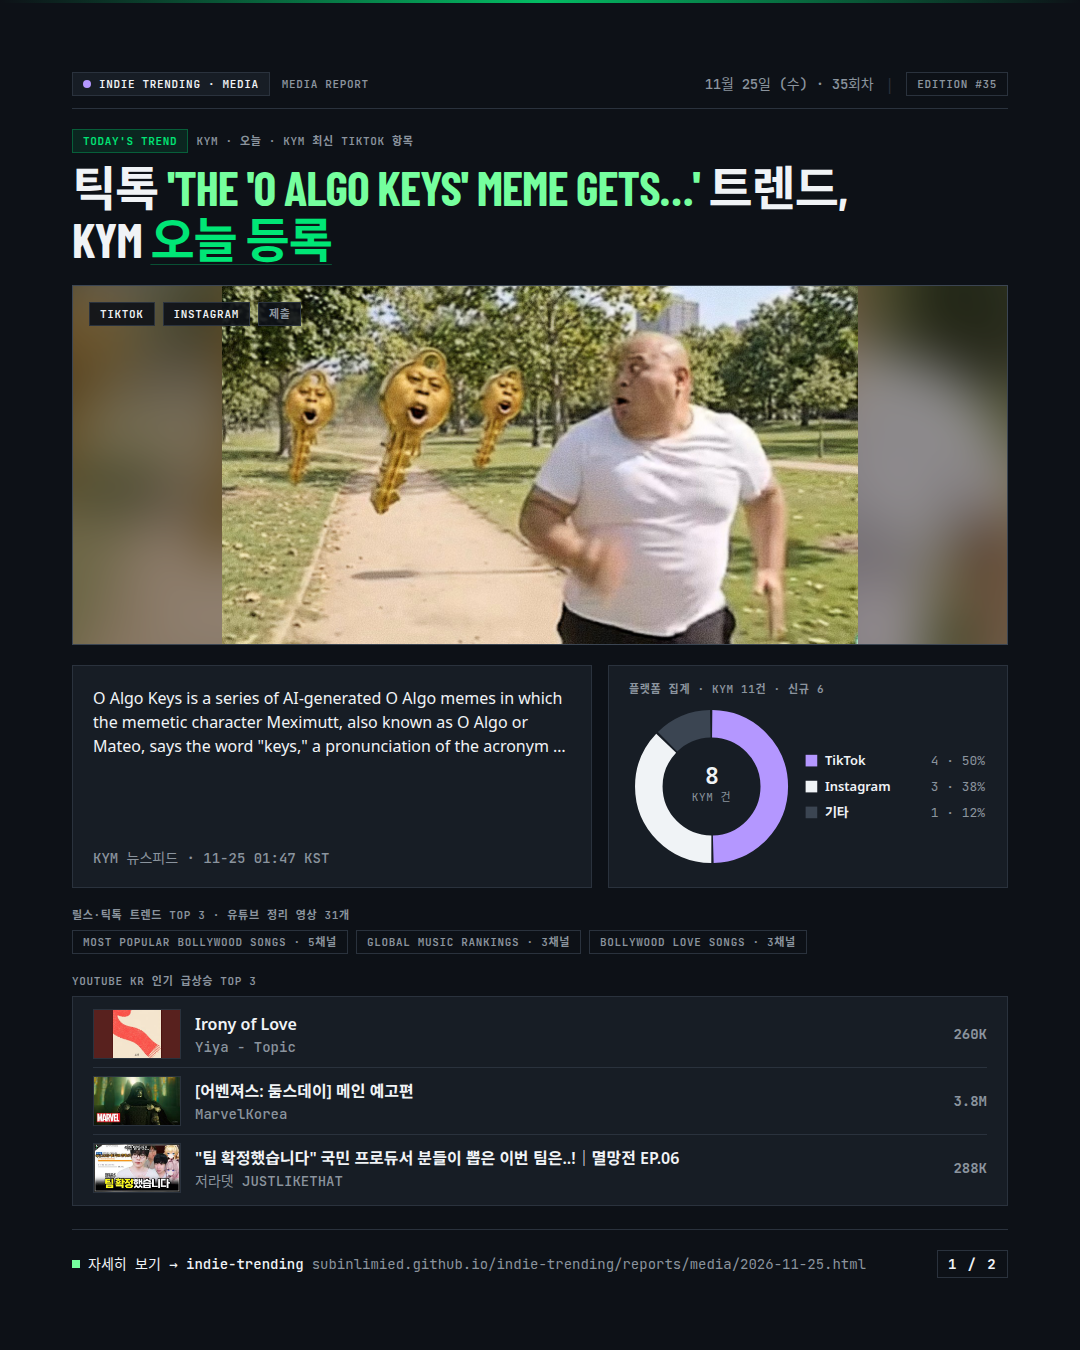 INDIE TRENDING · MEDIA
MEDIA REPORT
11월 25일 (수) · 35회차
EDITION #35
TODAY'S TREND
KYM · 오늘 · KYM 최신 TIKTOK 항목
틱톡 'THE 'O ALGO KEYS' MEME GETS…' 트렌드,
KYM 오늘 등록
TIKTOK
INSTAGRAM
제출
O Algo Keys is a series of AI-generated O Algo memes in which
the memetic character Meximutt, also known as O Algo or
Mateo, says the word "keys," a pronunciation of the acronym ...
KYM 뉴스피드 · 11-25 01:47 KST
플랫폼 집계 · KYM 11건 · 신규 6
8
KYM 건
TikTok 4 · 50%
Instagram 3 · 38%
기타 1 · 12%
릴스·틱톡 트렌드 TOP 3 · 유튜브 정리 영상 31개
MOST POPULAR BOLLYWOOD SONGS · 5채널
GLOBAL MUSIC RANKINGS · 3채널
BOLLYWOOD LOVE SONGS · 3채널
YOUTUBE KR 인기 급상승 TOP 3
Irony of Love
Yiya - Topic
260K
MARVEL
[어벤져스: 둠스데이] 메인 예고편
MarvelKorea
3.8M
팀 확정했습니다
"팀 확정했습니다" 국민 프로듀서 분들이 뽑은 이번 팀은..!｜멸망전 EP.06
저라뎃 JUSTLIKETHAT
288K
자세히 보기 → indie-trending subinlimied.github.io/indie-trending/reports/media/2026-11-25.html
1 / 2